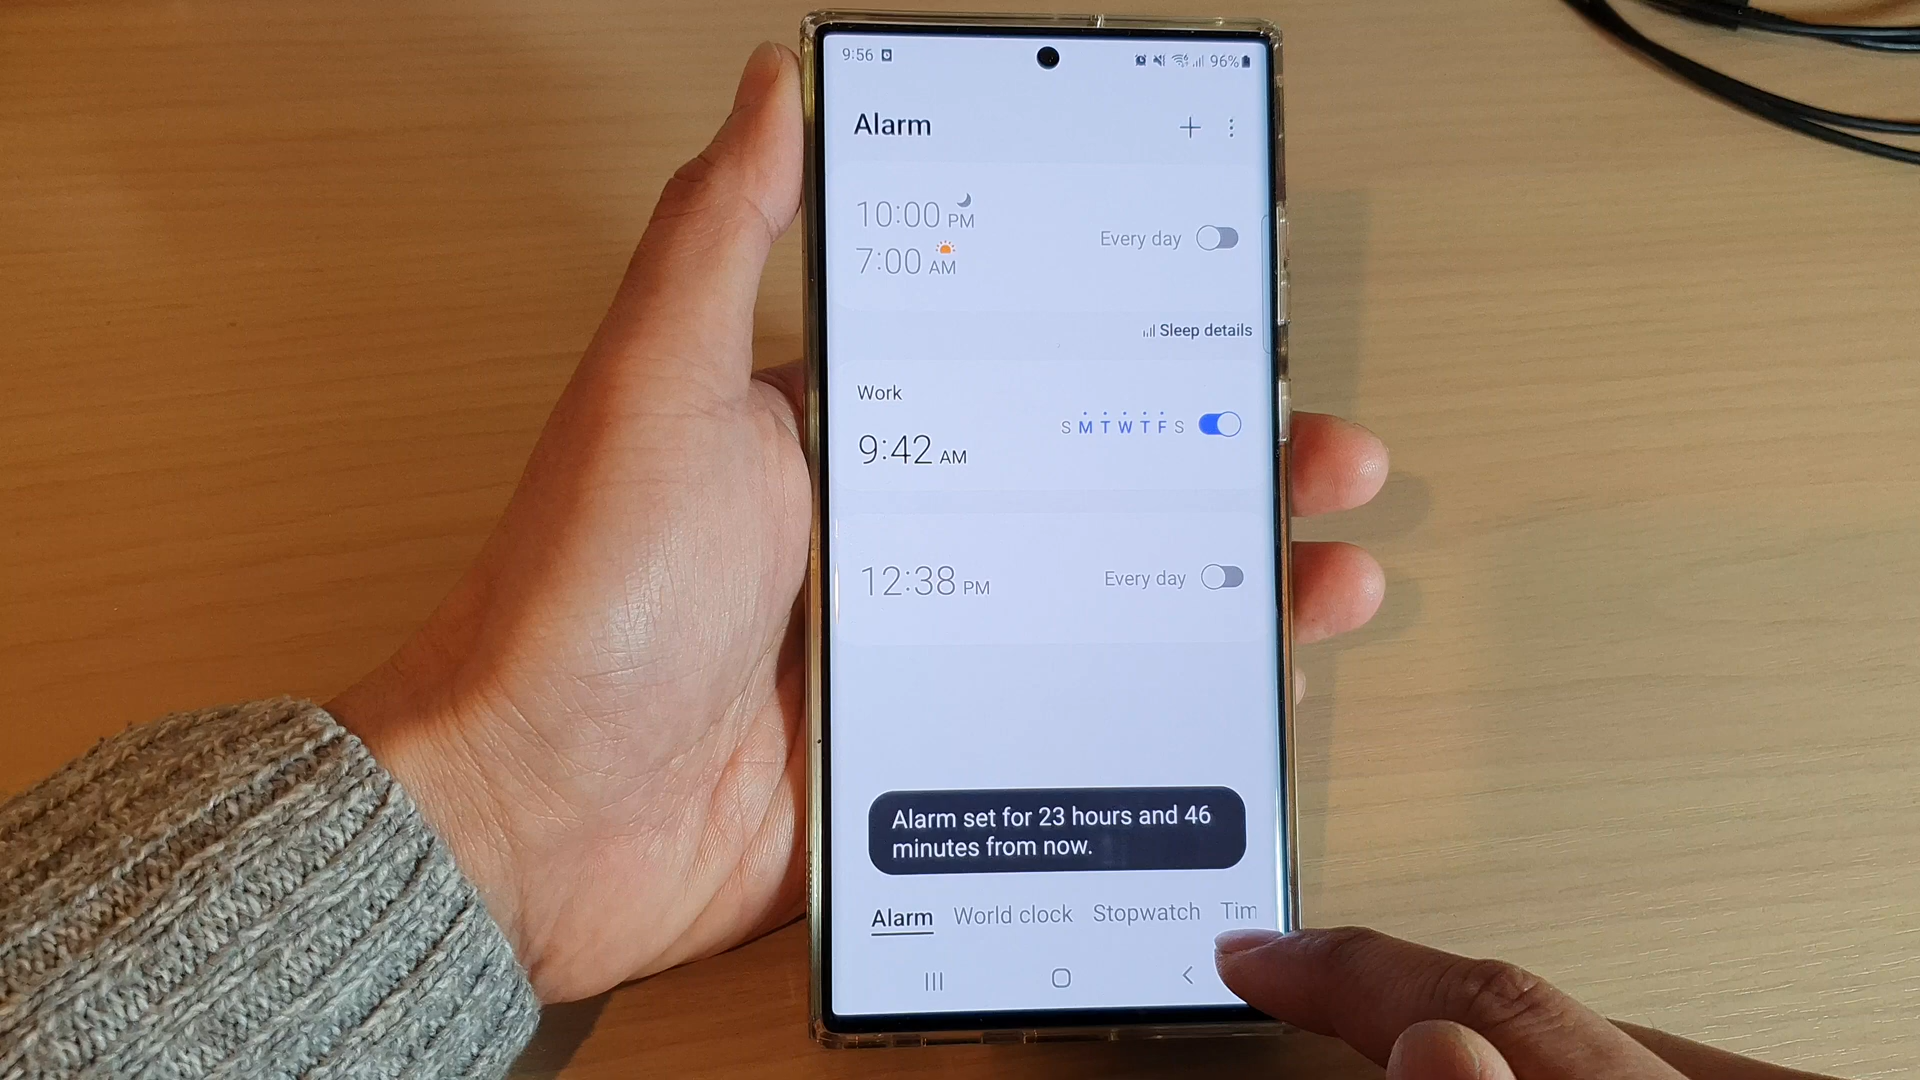 9:56
96%
Alarm
10:00 PM
7:00 AM
Every day
Sleep details
Work
S M T W T F S
9:42 AM
12:38 PM
Every day
Alarm set for 23 hours and 46
minutes from now.
Alarm World clock Stopwatch Tim